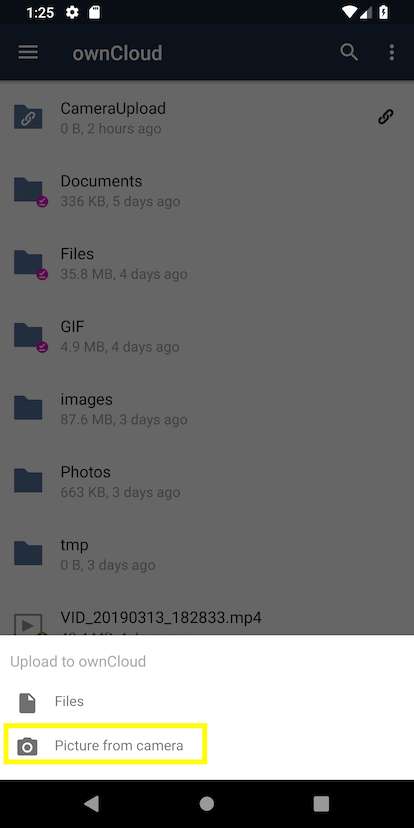 1:25
ownCloud
CameraUpload
0 B, 2 hours ago
Documents
336 KB, 5 days ago
Files
35.8 MB, 4 days ago
GIF
4.9 MB, 4 days ago
images
87.6 MB, 3 days ago
Photos
663 KB, 3 days ago
tmp
0 B, 3 days ago
VID_20190313_182833.mp4
Upload to ownCloud
Files
Picture from camera